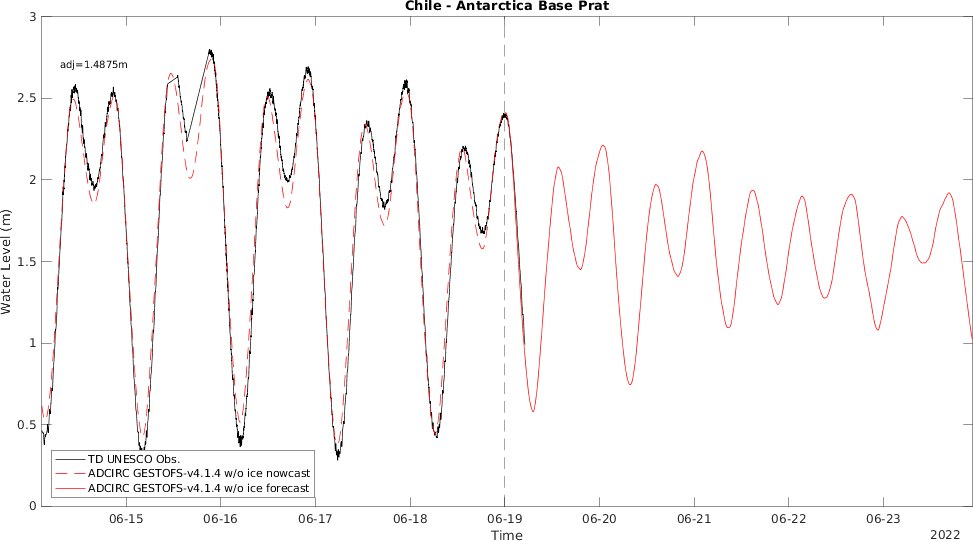 Chile - Antarctica Base Prat
adj=1.4875m
Water Level (m)
3
2.5
2
1.5
1
0.5
0
TD UNESCO Obs.
ADCIRC GESTOFS-v4.1.4 w/o ice nowcast
ADCIRC GESTOFS-v4.1.4 w/o ice forecast
06-15 06-16 06-17 06-18 06-19 06-20 06-21 06-22 06-23
Time
2022